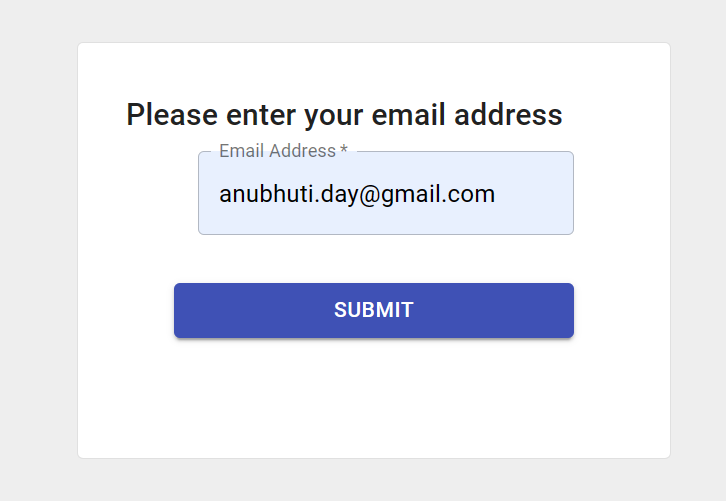 Please enter your email address
Email Address *
anubhuti.day@gmail.com
SUBMIT